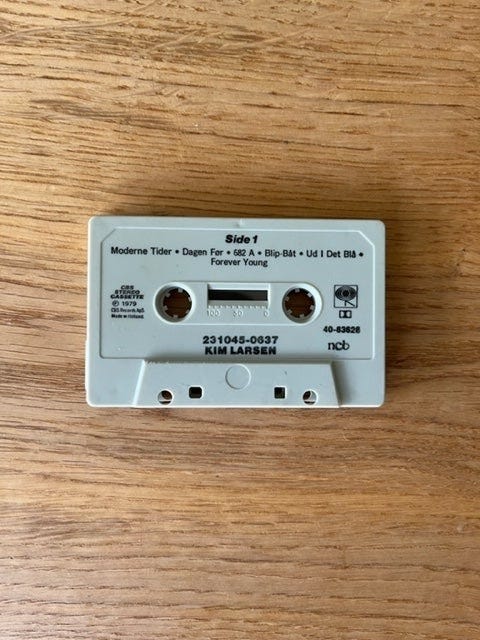 Side 1
Moderne Tider • Dagen Før • 682 A • Blip-Båt • Ud I Det Blå •
Forever Young
CBS
STEREO
CASSETTE
℗ 1979
CBS Records ApS
Made in Holland.
100 50 0
40-83626
231045-0637
ncb
KIM LARSEN